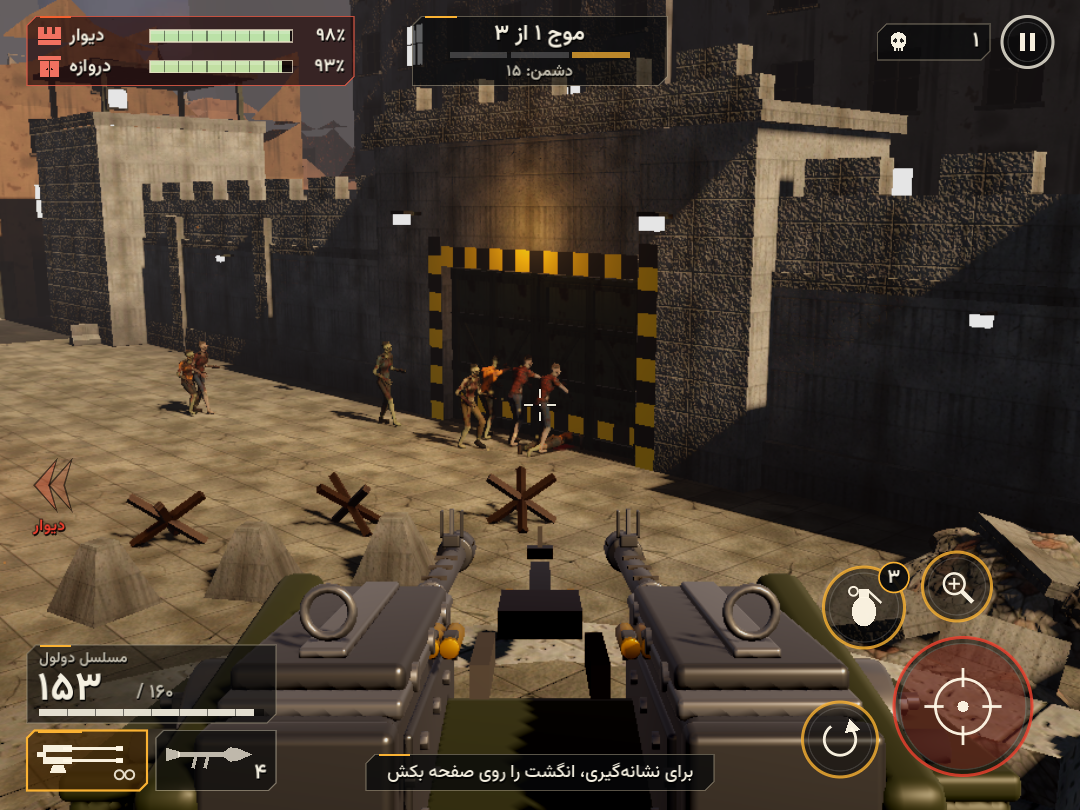 دیوار ۹۸٪
دروازه ۹۳٪
موج ۱ از ۳
دشمن: ۱۵
۱
دیوار
۳
مسلسل دولول
۱۵۳ / ۱۶۰
∞
۴
برای نشانه‌گیری، انگشت را روی صفحه بکش